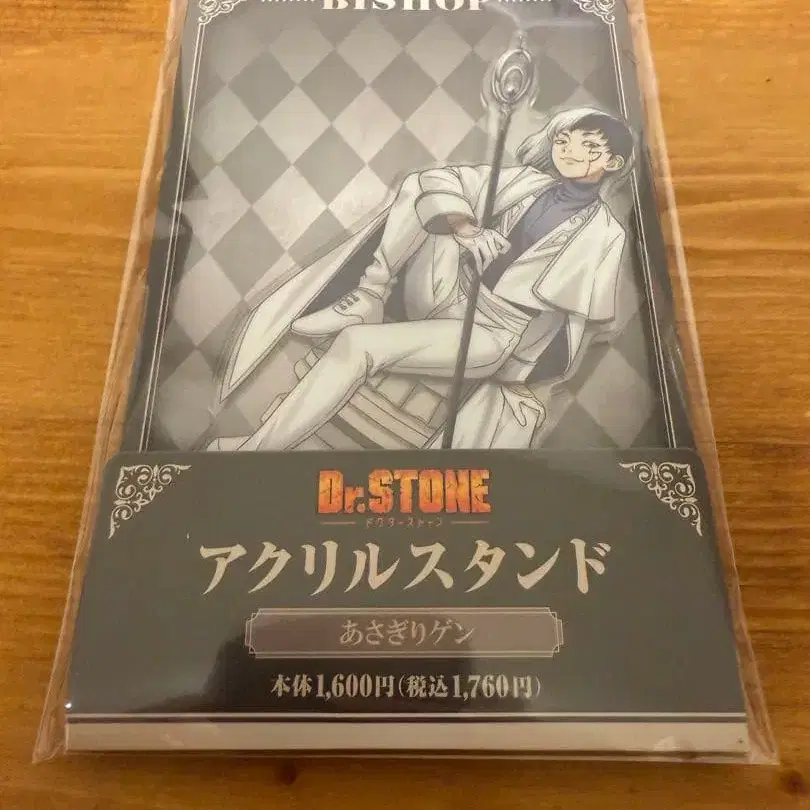 BISHOP
Dr.STONE
ドクターストーン
アクリルスタンド
あさぎりゲン
本体1,600円(税込1,760円)